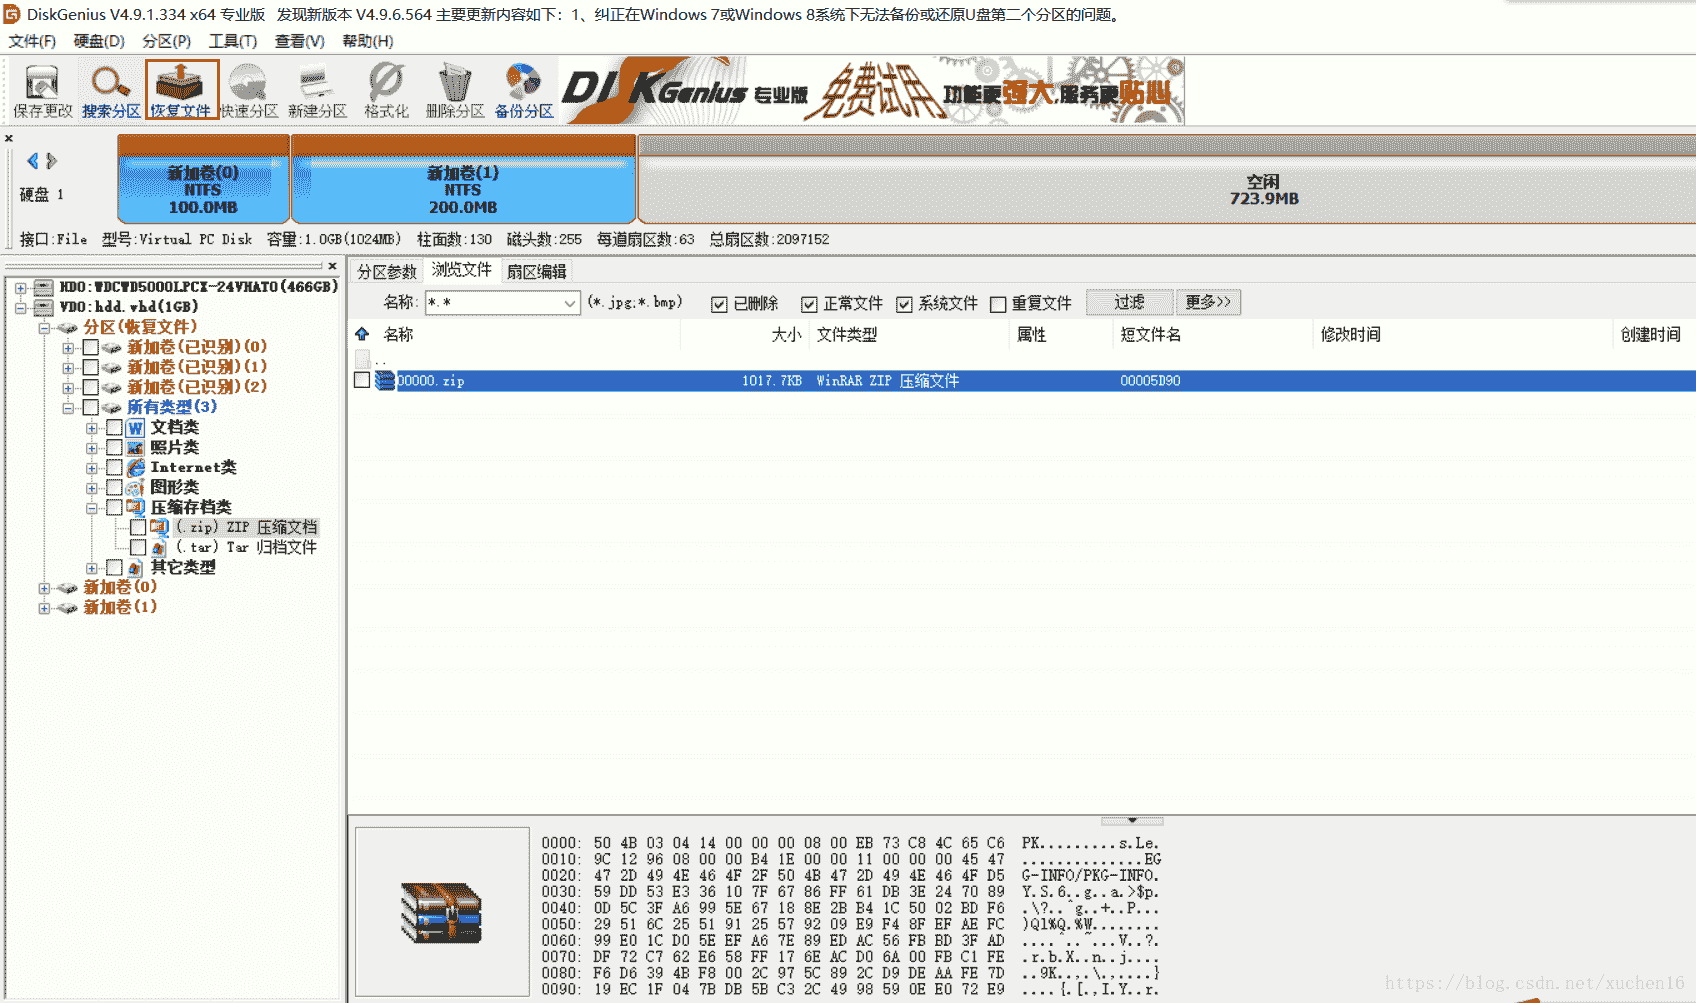 DiskGenius V4.9.1.334 x64 专业版   发现新版本 V4.9.6.564 主要更新内容如下：1、纠正在Windows 7或Windows 8系统下无法备份或还原U盘第二个分区的问题。
文件(F) 硬盘(D) 分区(P) 工具(T) 查看(V) 帮助(H)
保存更改 搜索分区 恢复文件 快速分区 新建分区 格式化 删除分区 备份分区
DISKGenius 专业版 免费试用 功能更强大,服务更贴心
硬盘 1
新加卷(0)
NTFS
100.0MB
新加卷(1)
NTFS
200.0MB
空闲
723.9MB
接口:File 型号:Virtual PC Disk 容量:1.0GB(1024MB) 柱面数:130 磁头数:255 每道扇区数:63 总扇区数:2097152
HD0:WDCWD5000LPCX-24VHAT0(466GB)
VD0:hdd.vhd(1GB)
分区(恢复文件)
新加卷(已识别)(0)
新加卷(已识别)(1)
新加卷(已识别)(2)
所有类型(3)
文档类
照片类
Internet类
图形类
压缩存档类
(.zip) ZIP 压缩文档
(.tar) Tar 归档文件
其它类型
新加卷(0)
新加卷(1)
分区参数 浏览文件 扇区编辑
名称: *.* (*.jpg;*.bmp) 已删除 正常文件 系统文件 重复文件 过滤 更多>>
名称 大小 文件类型 属性 短文件名 修改时间 创建时间
..
00000.zip 1017.7KB WinRAR ZIP 压缩文件 00005D90
0000: 50 4B 03 04 14 00 00 00 08 00 EB 73 C8 4C 65 C6 PK.........s.Le.
0010: 9C 12 96 08 00 00 B4 1E 00 00 11 00 00 00 45 47 ..............EG
0020: 47 2D 49 4E 46 4F 2F 50 4B 47 2D 49 4E 46 4F D5 G-INFO/PKG-INFO.
0030: 59 DD 53 E3 36 10 7F 67 86 FF 61 DB 3E 24 70 89 Y.S.6..g..a.>$p.
0040: 0D 5C 3F A6 99 5E 67 18 8E 2B B4 1C 50 02 BD F6 .\?..^g..+..P...
0050: 29 51 6C 25 51 91 25 57 92 09 E9 F4 8F EF AE FC )Ql%Q.%W........
0060: 99 E0 1C D0 5E EF A6 7E 89 ED AC 56 FB BD 3F AD ....^..~...V..?.
0070: DF 72 C7 62 E6 58 FF 17 6E AC D0 6A 00 FB C1 FE .r.b.X..n..j....
0080: F6 D6 39 4B F8 00 2C 97 5C 89 2C D9 DE AA FE 7D ..9K..,.\.,....}
0090: 19 EC 1F 04 7B DB 5B C3 2C 49 98 59 0E E0 72 E9 ....{.[.,I.Y..r.
https://blog.csdn.net/xuchen16